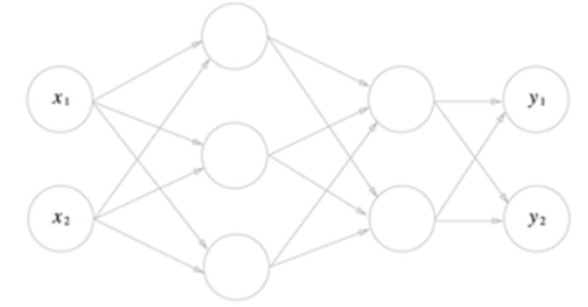 x₁ y₁
x₂ y₂